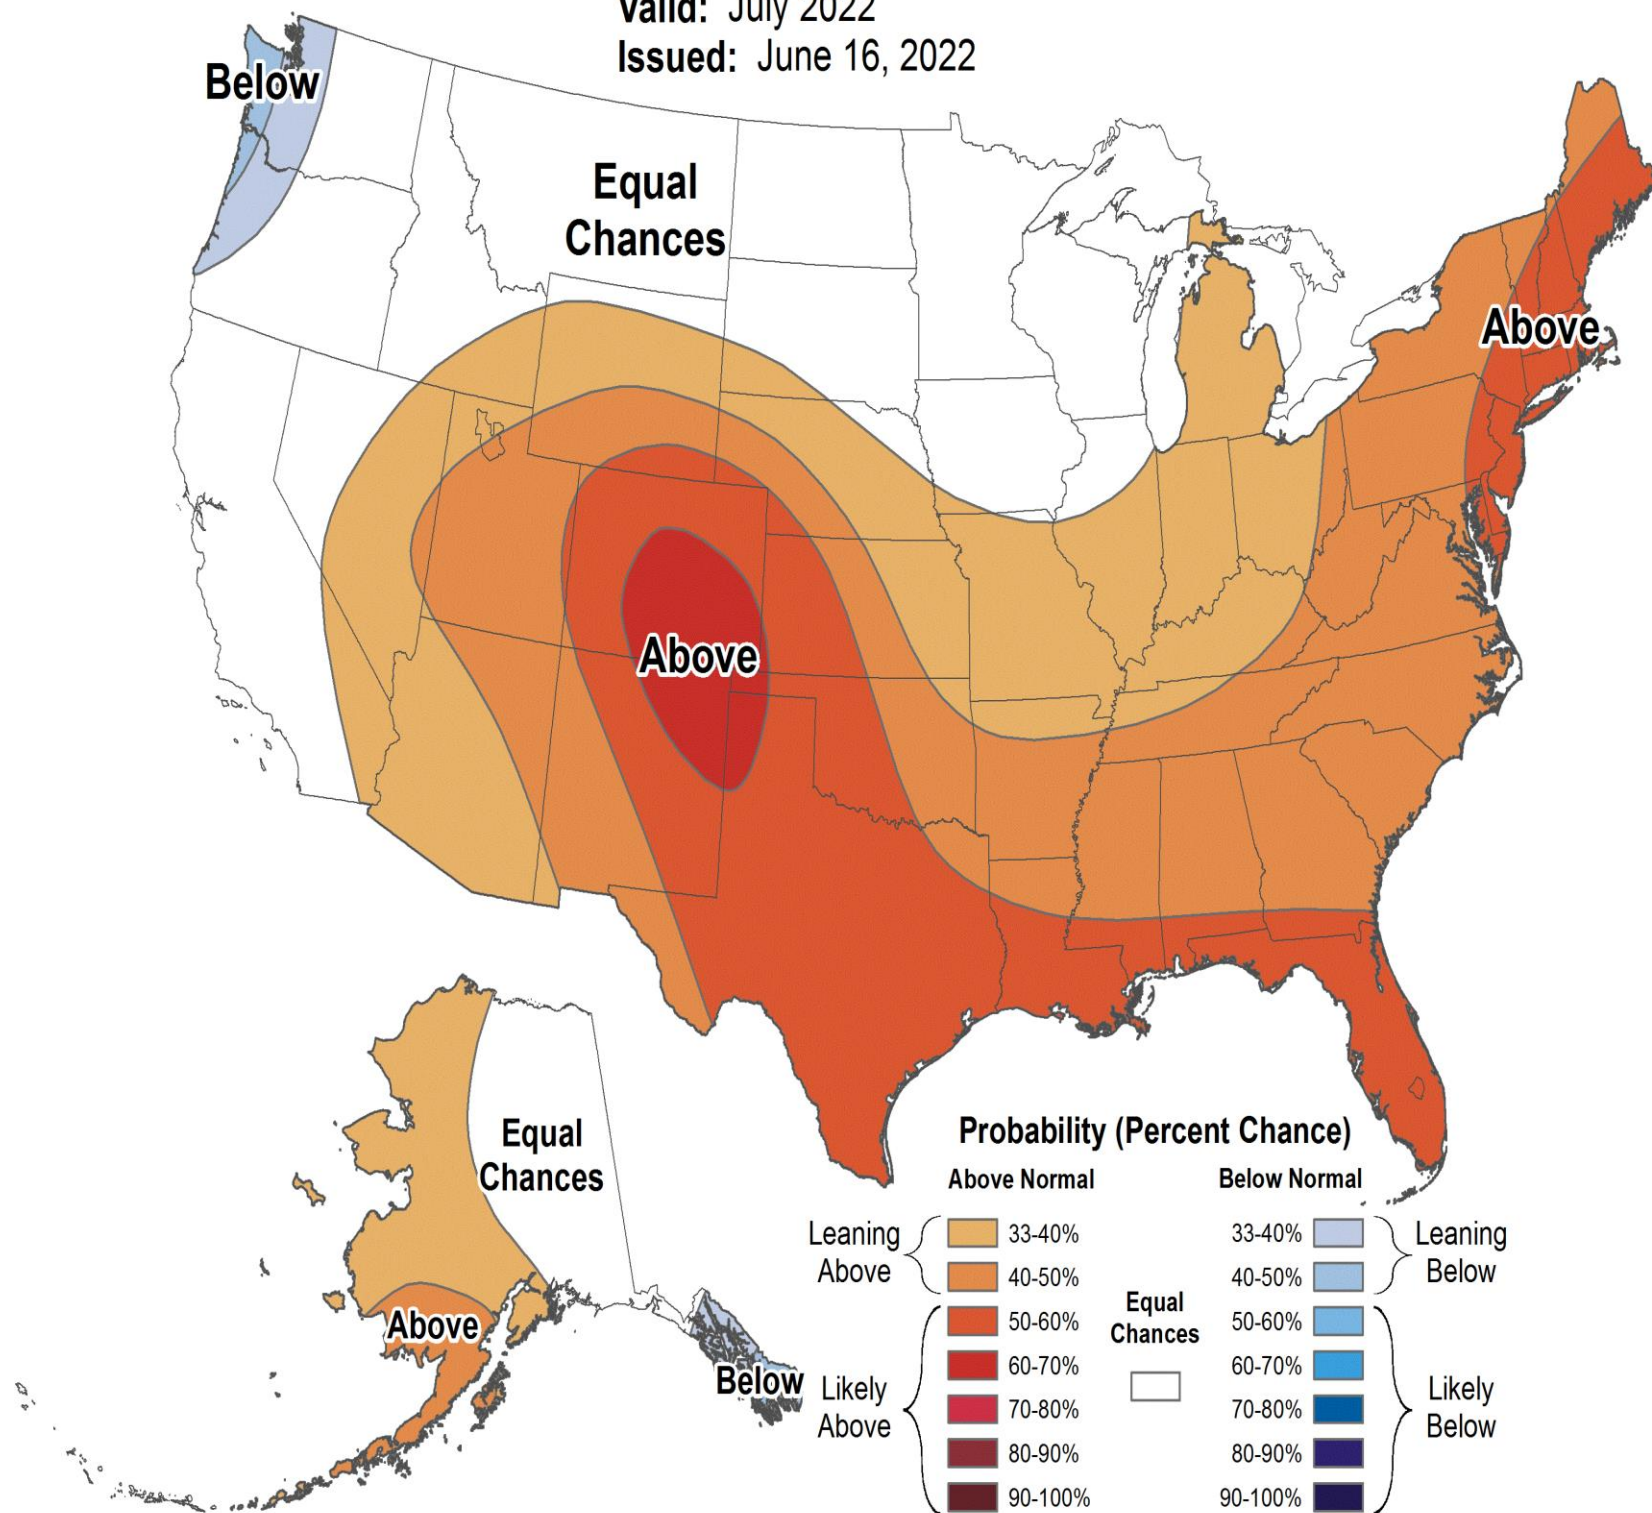 Valid: July 2022
Issued: June 16, 2022
Below
Equal
Chances
Above
Above
Equal
Chances
Above
Below
Probability (Percent Chance)
Above Normal
Below Normal
Leaning
Above
33-40%
40-50%
Likely
Above
50-60%
60-70%
70-80%
80-90%
90-100%
Equal
Chances
33-40%
40-50%
Leaning
Below
50-60%
60-70%
70-80%
80-90%
90-100%
Likely
Below